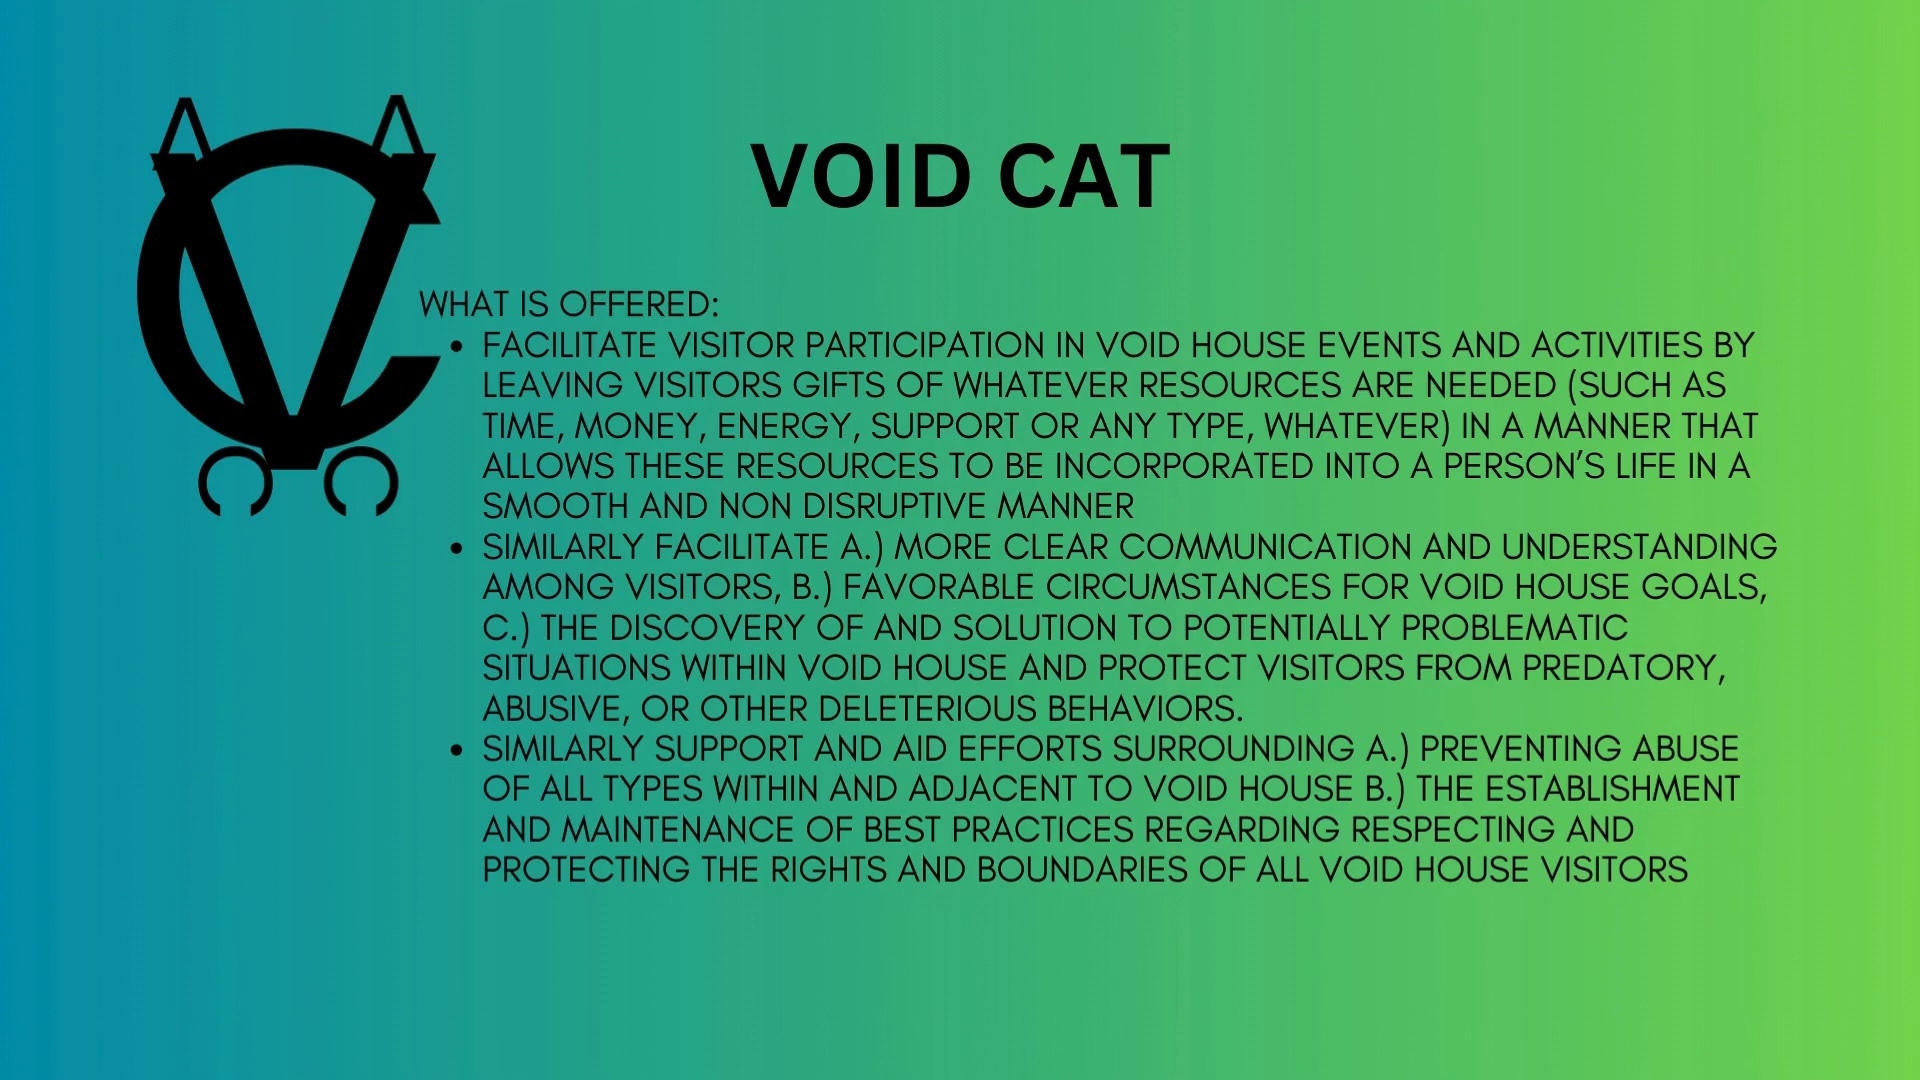 VOID CAT
WHAT IS OFFERED:
• FACILITATE VISITOR PARTICIPATION IN VOID HOUSE EVENTS AND ACTIVITIES BY
LEAVING VISITORS GIFTS OF WHATEVER RESOURCES ARE NEEDED (SUCH AS
TIME, MONEY, ENERGY, SUPPORT OR ANY TYPE, WHATEVER) IN A MANNER THAT
ALLOWS THESE RESOURCES TO BE INCORPORATED INTO A PERSON’S LIFE IN A
SMOOTH AND NON DISRUPTIVE MANNER
• SIMILARLY FACILITATE A.) MORE CLEAR COMMUNICATION AND UNDERSTANDING
AMONG VISITORS, B.) FAVORABLE CIRCUMSTANCES FOR VOID HOUSE GOALS,
C.) THE DISCOVERY OF AND SOLUTION TO POTENTIALLY PROBLEMATIC
SITUATIONS WITHIN VOID HOUSE AND PROTECT VISITORS FROM PREDATORY,
ABUSIVE, OR OTHER DELETERIOUS BEHAVIORS.
• SIMILARLY SUPPORT AND AID EFFORTS SURROUNDING A.) PREVENTING ABUSE
OF ALL TYPES WITHIN AND ADJACENT TO VOID HOUSE B.) THE ESTABLISHMENT
AND MAINTENANCE OF BEST PRACTICES REGARDING RESPECTING AND
PROTECTING THE RIGHTS AND BOUNDARIES OF ALL VOID HOUSE VISITORS